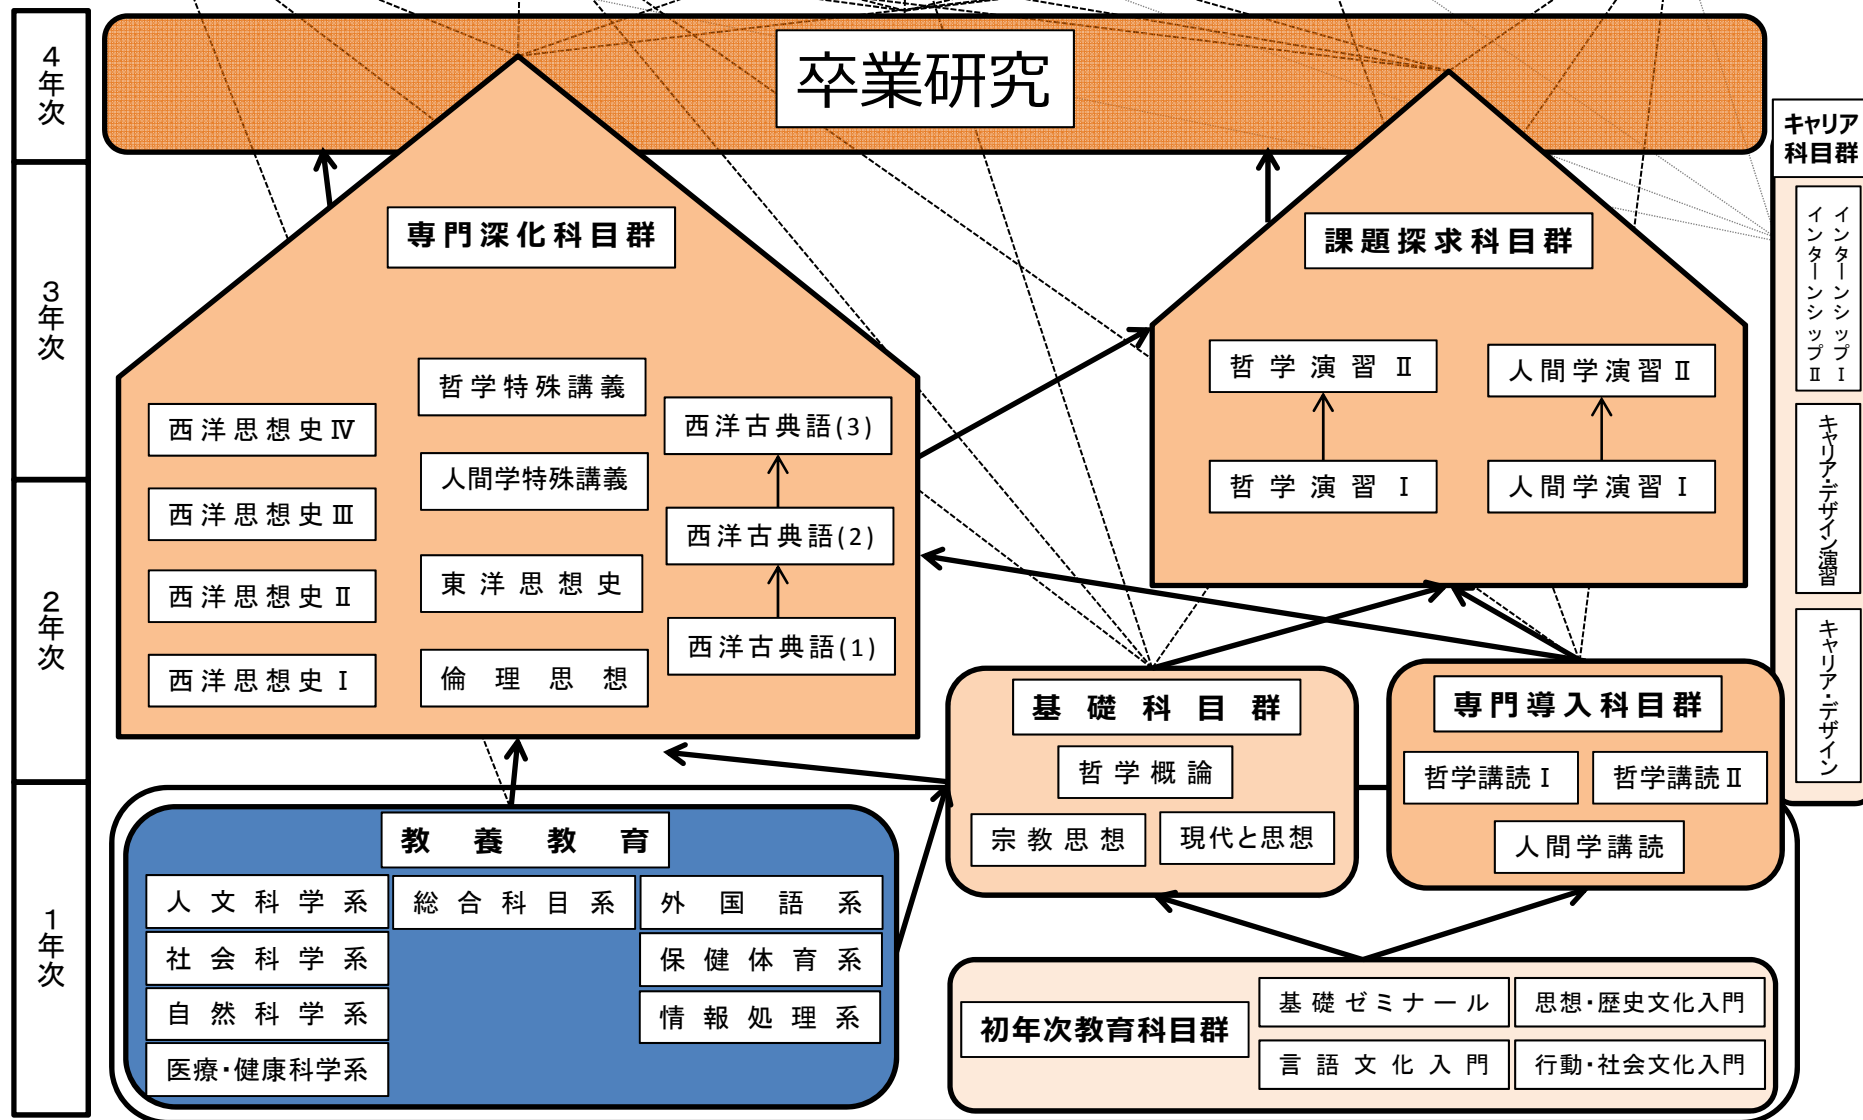 4年次
卒業研究
キャリア
科目群
3年次
専門深化科目群
課題探求科目群
インターンシップⅠ
インターンシップⅡ
哲学特殊講義
哲学演習Ⅱ
人間学演習Ⅱ
西洋思想史Ⅳ
西洋古典語(3)
人間学特殊講義
哲学演習Ⅰ
人間学演習Ⅰ
キャリア・デザイン演習
2年次
西洋思想史Ⅲ
西洋古典語(2)
西洋思想史Ⅱ
東洋思想史
西洋古典語(1)
西洋思想史Ⅰ
倫理思想
キャリア・デザイン
基礎科目群
専門導入科目群
哲学概論
哲学講読Ⅰ
哲学講読Ⅱ
宗教思想
現代と思想
人間学講読
1年次
教養教育
人文科学系
総合科目系
外国語系
社会科学系
保健体育系
自然科学系
情報処理系
医療・健康科学系
初年次教育科目群
基礎ゼミナール
思想・歴史文化入門
言語文化入門
行動・社会文化入門